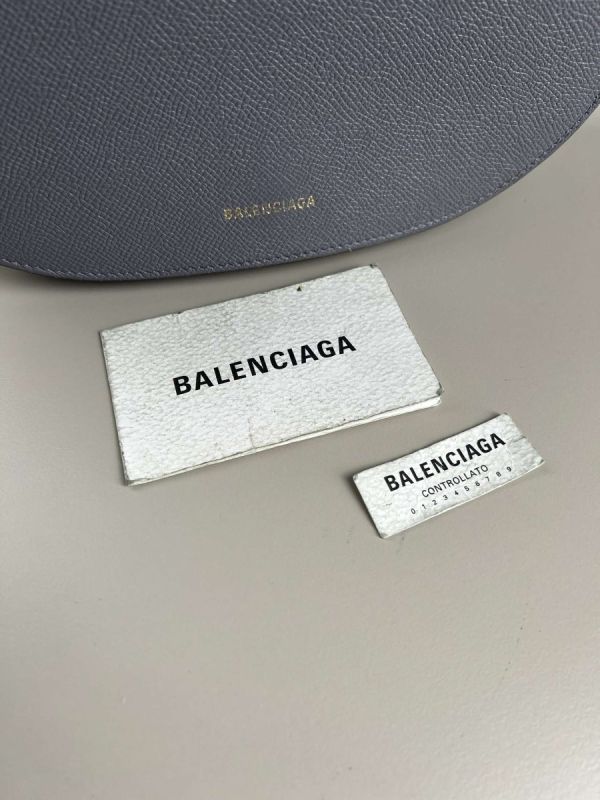 BALENCIAGA
BALENCIAGA
BALENCIAGA
CONTROLLATO
0 1 2 3 4 5 6 7 8 9